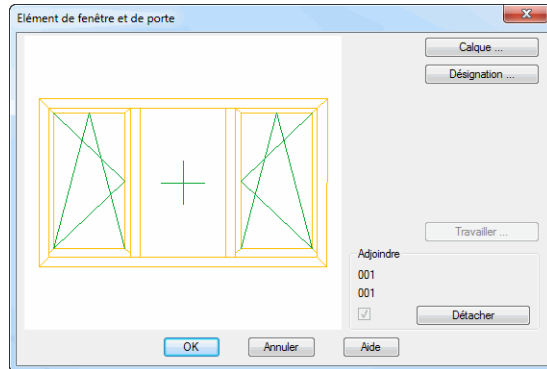 Elément de fenêtre et de porte
Calque ...
Désignation ...
Travailler ...
Adjoindre
001
001
Détacher
OK
Annuler
Aide